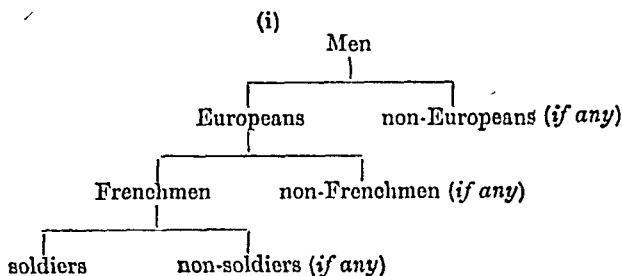 (i)
Men
Europeans non-Europeans (if any)
Frenchmen non-Frenchmen (if any)
soldiers non-soldiers (if any)